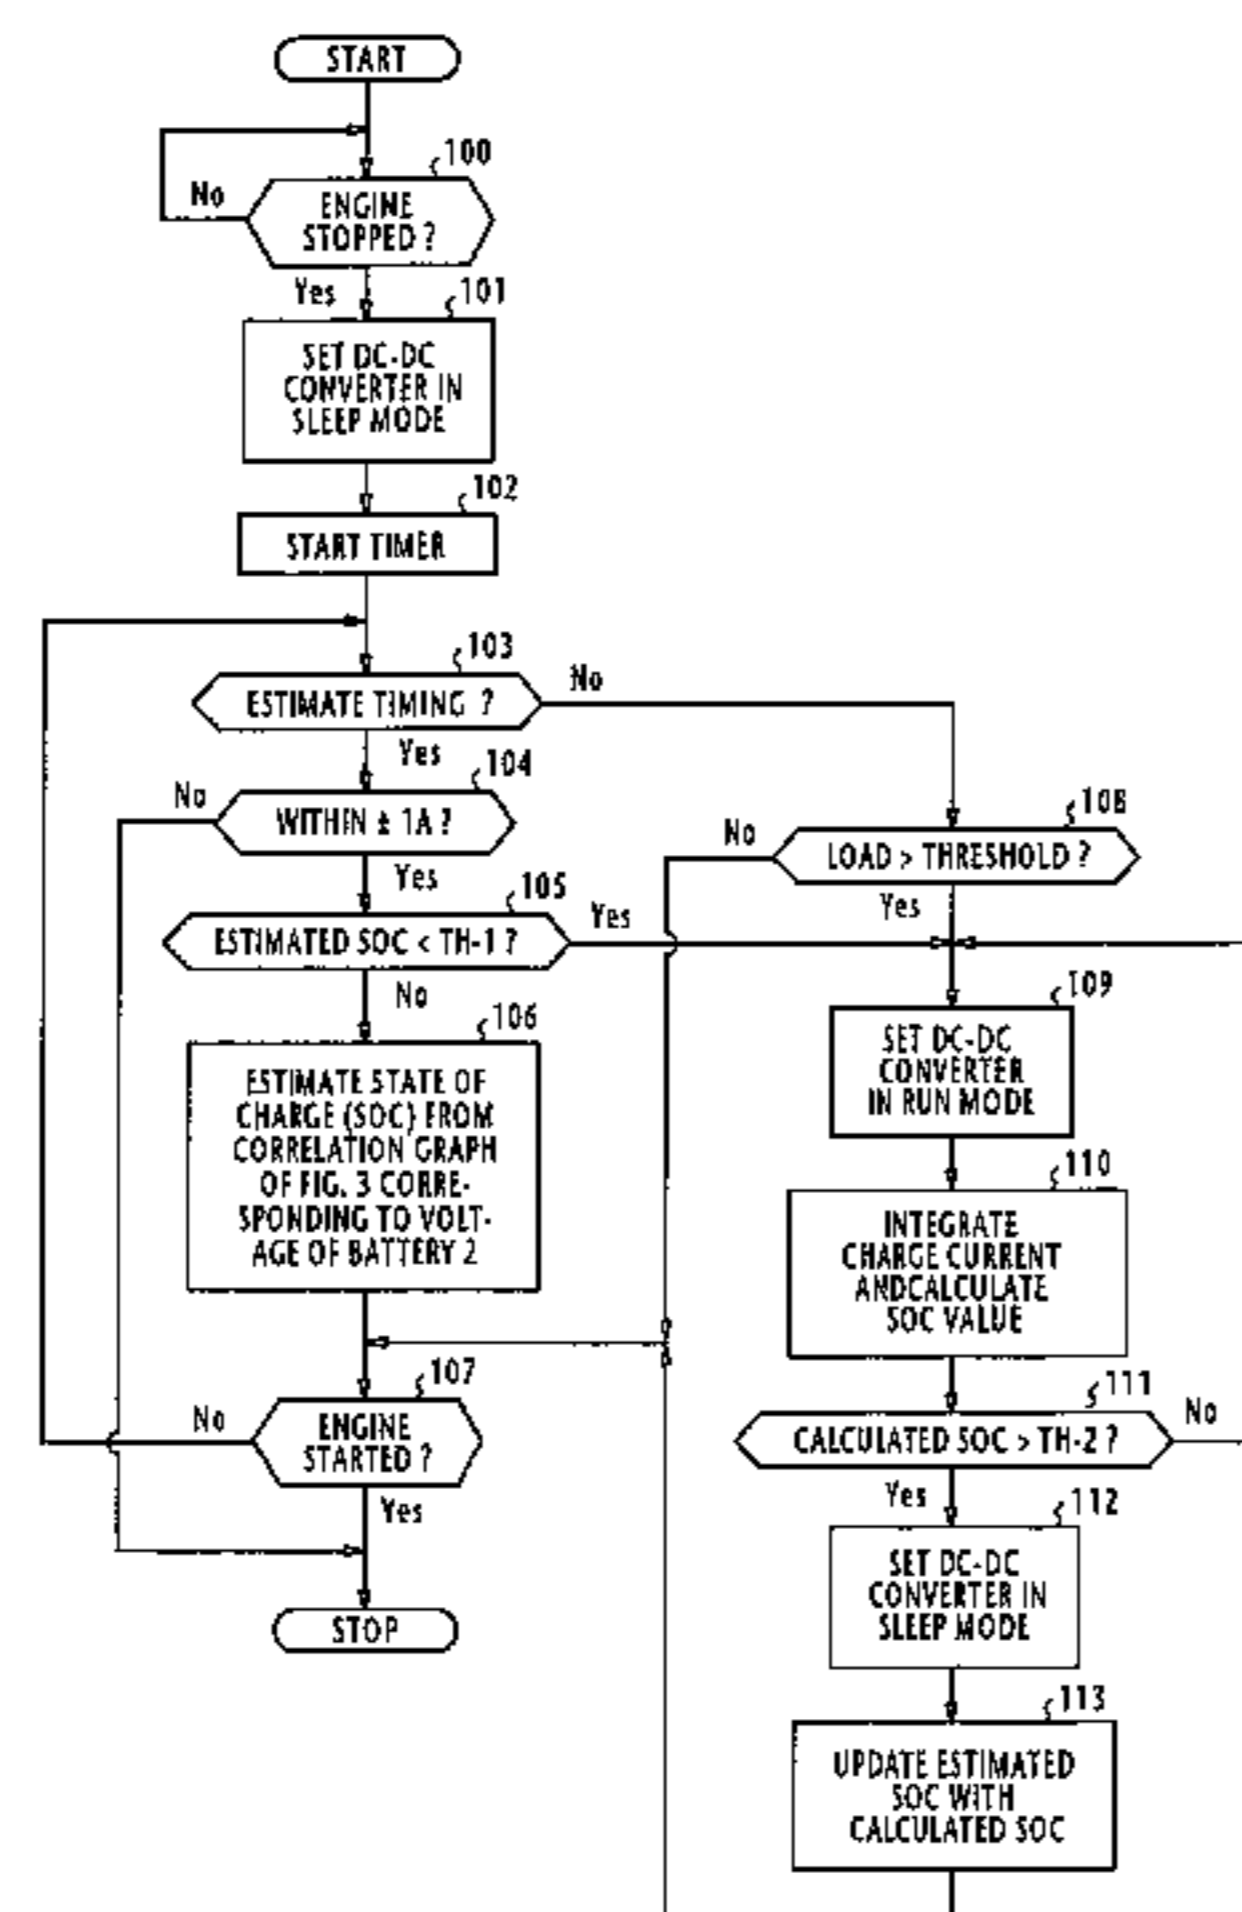 START
100
No
ENGINE
STOPPED ?
Yes
101
SET DC-DC
CONVERTER IN
SLEEP MODE
102
START TIMER
103
ESTIMATE TIMING ?
No
Yes
104
No
WITHIN ± 1A ?
Yes
105
ESTIMATED SOC < TH-1 ?
Yes
No
106
ESTIMATE STATE OF
CHARGE (SOC) FROM
CORRELATION GRAPH
OF FIG. 3 CORRE-
SPONDING TO VOLT-
AGE OF BATTERY 2
107
No
ENGINE
STARTED ?
Yes
STOP
108
No
LOAD > THRESHOLD ?
Yes
109
SET DC-DC
CONVERTER
IN RUN MODE
110
INTEGRATE
CHARGE CURRENT
ANDCALCULATE
SOC VALUE
111
CALCULATED SOC > TH-2 ?
No
Yes
112
SET DC-DC
CONVERTER IN
SLEEP MODE
113
UPDATE ESTIMATED
SOC WITH
CALCULATED SOC